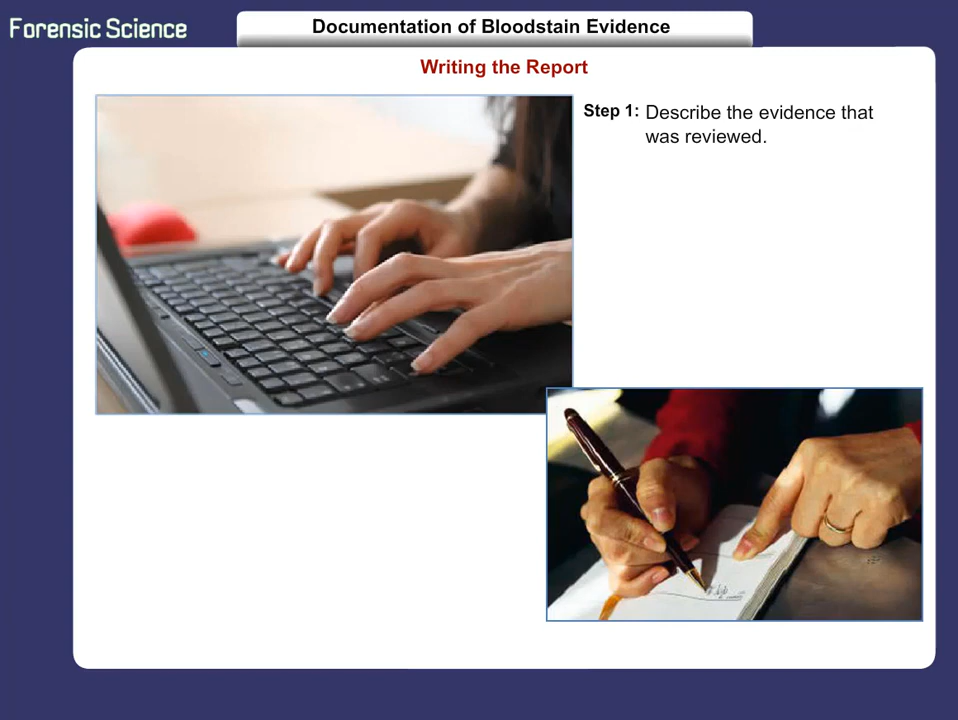 Forensic Science
Documentation of Bloodstain Evidence
Writing the Report
Step 1: Describe the evidence that
was reviewed.